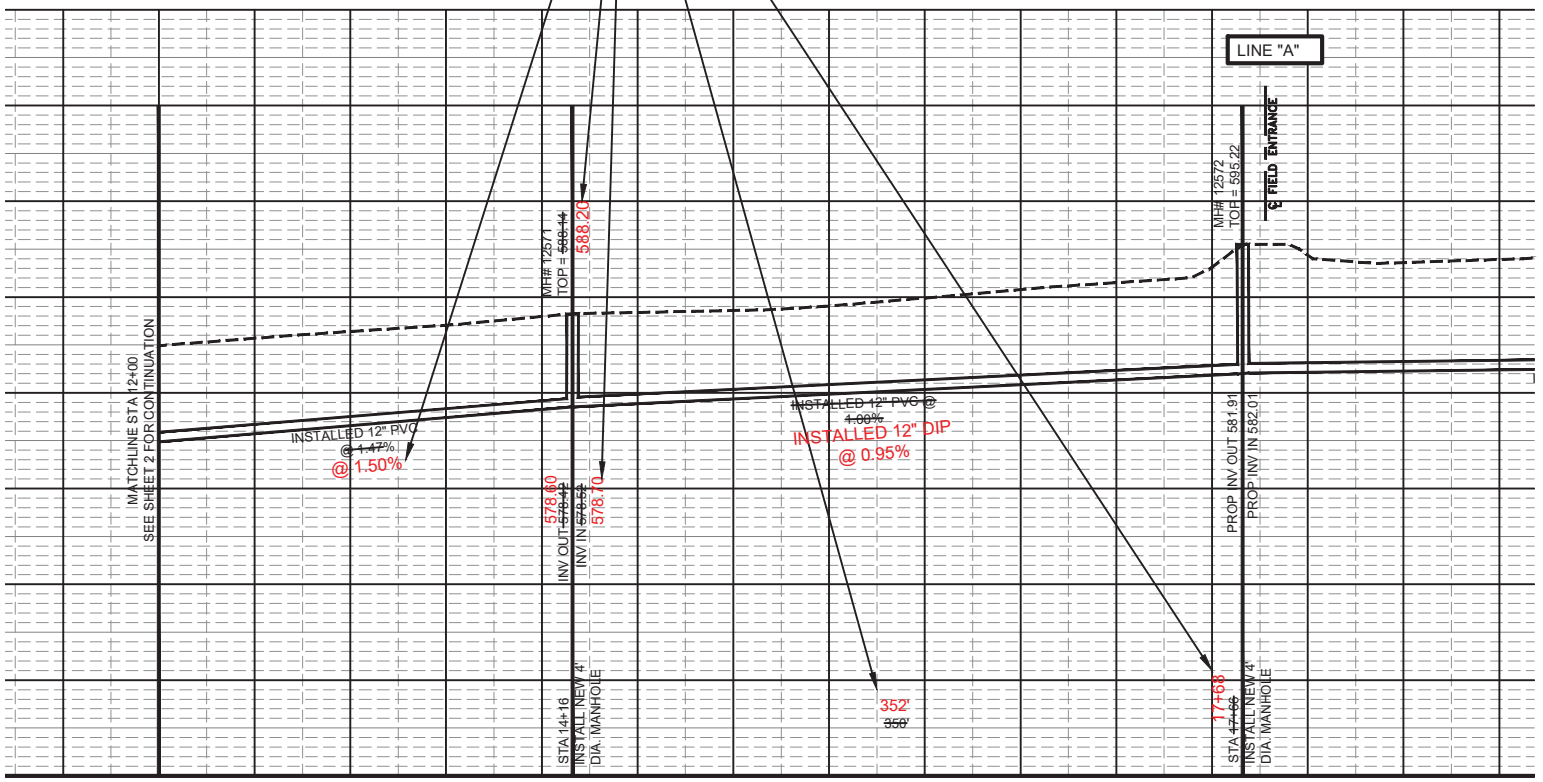 LINE "A"
℄ FIELD ENTRANCE
MH# 12571
TOP = 588.44
588.20
MH# 12572
TOP = 595.22
MATCHLINE STA 12+00
SEE SHEET 2 FOR CONTINUATION
INSTALLED 12" PVC
@ 1.47%
@ 1.50%
INSTALLED 12" PVC @
1.00%
INSTALLED 12" DIP
@ 0.95%
578.60
INV OUT 578.42
INV IN 578.52
578.70
PROP INV OUT 581.91
PROP INV IN 582.01
STA 14+16
INSTALL NEW 4'
DIA. MANHOLE
352'
350'
17+68
STA 17+66
INSTALL NEW 4'
DIA. MANHOLE